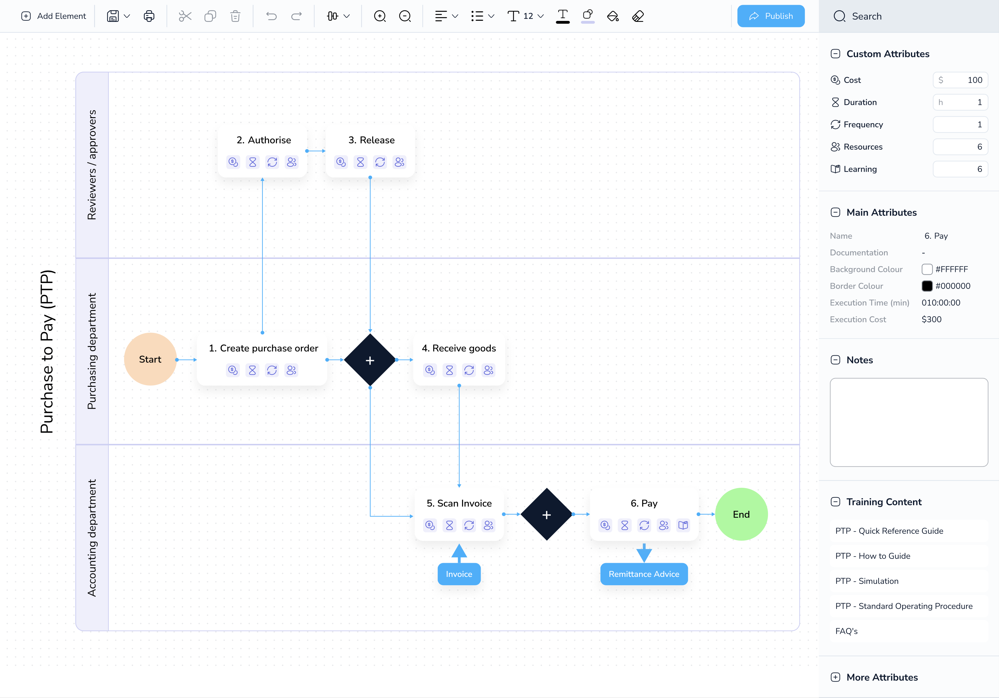 Add Element
12
Publish
Search
Purchase to Pay (PTP)
Reviewers / approvers
2. Authorise
3. Release
Purchasing department
Start
1. Create purchase order
+
4. Receive goods
Accounting department
5. Scan Invoice
+
6. Pay
End
Invoice
Remittance Advice
Custom Attributes
Cost $ 100
Duration h 1
Frequency 1
Resources 6
Learning 6
Main Attributes
Name 6. Pay
Documentation -
Background Colour #FFFFFF
Border Colour #000000
Execution Time (min) 010:00:00
Execution Cost $300
Notes
Training Content
PTP - Quick Reference Guide
PTP - How to Guide
PTP - Simulation
PTP - Standard Operating Procedure
FAQ's
More Attributes